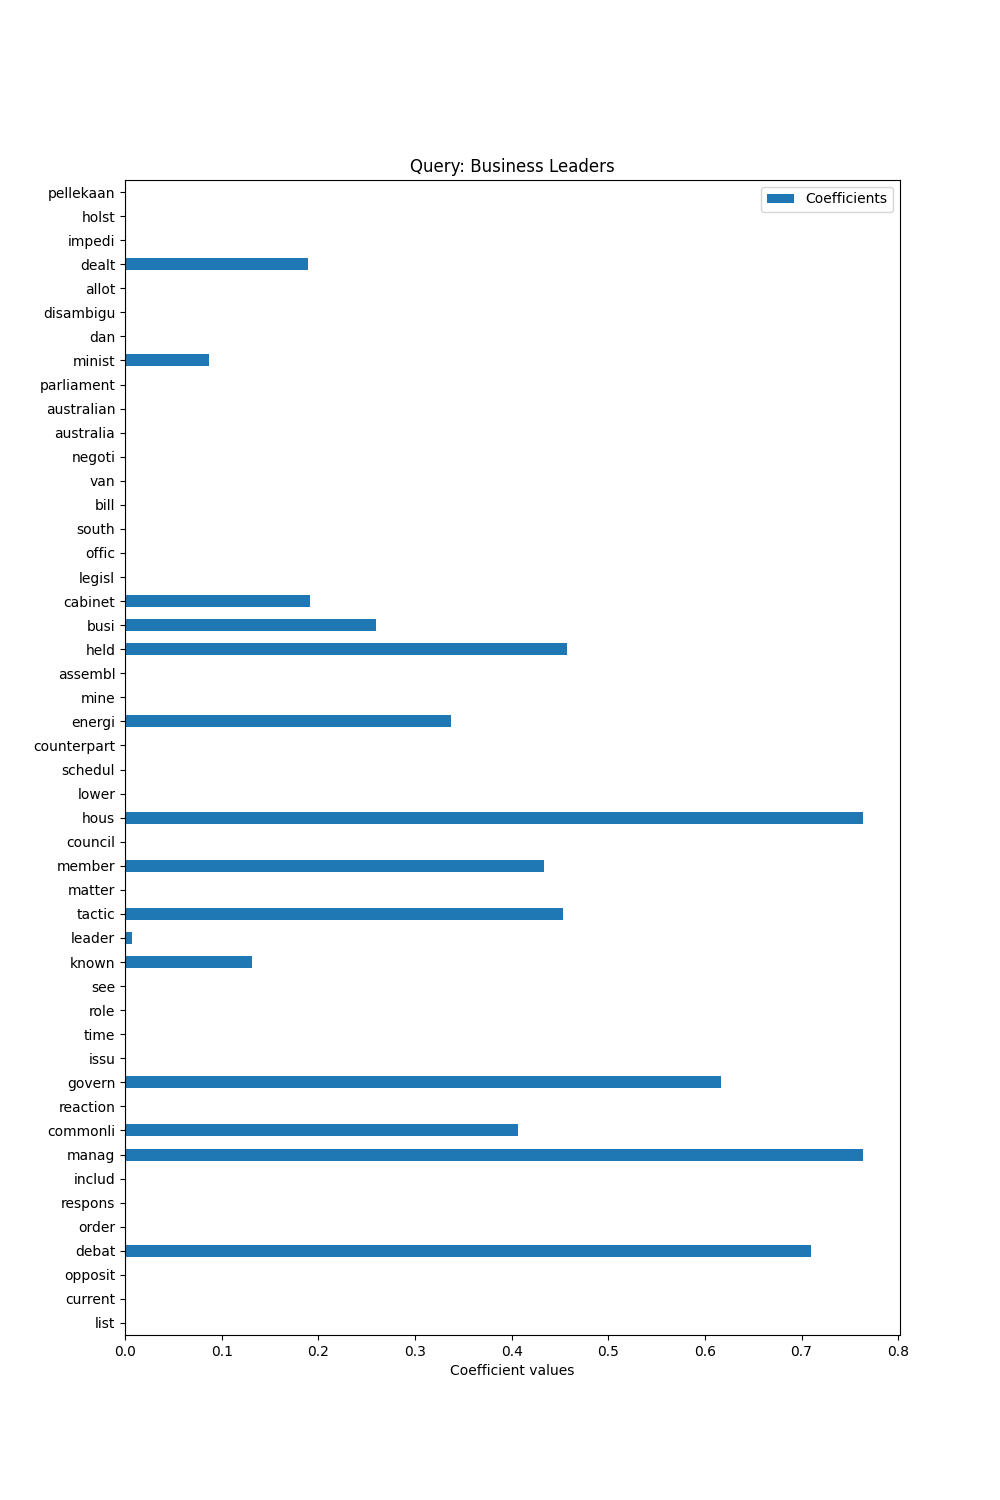 Query: Business Leaders
Coefficients
pellekaan
holst
impedi
dealt
allot
disambigu
dan
minist
parliament
australian
australia
negoti
van
bill
south
offic
legisl
cabinet
busi
held
assembl
mine
energi
counterpart
schedul
lower
hous
council
member
matter
tactic
leader
known
see
role
time
issu
govern
reaction
commonli
manag
includ
respons
order
debat
opposit
current
list
0.0 0.1 0.2 0.3 0.4 0.5 0.6 0.7 0.8
Coefficient values